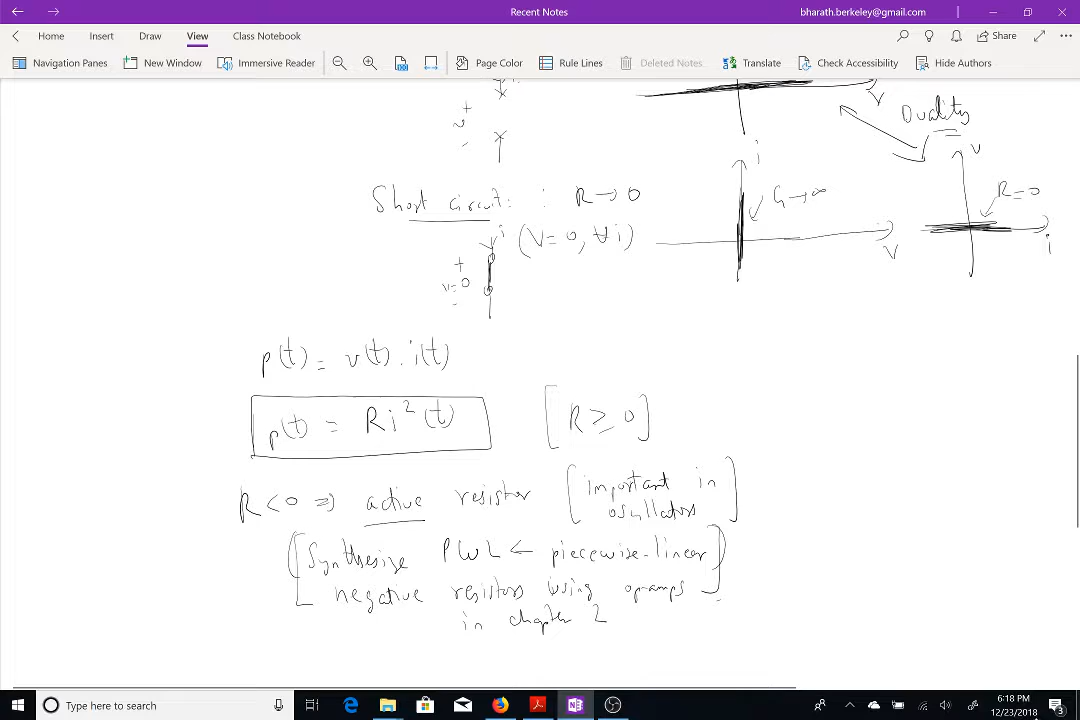 Recent Notes
bharath.berkeley@gmail.com
Home Insert Draw View Class Notebook
Share
Navigation Panes New Window Immersive Reader Page Color Rule Lines Deleted Notes Translate Check Accessibility Hide Authors
+
v
-
V
Duality
i
v
Short circuit: : R → 0
G → ∞
R = 0
i
(V = 0, ∀i)
V
i
+
v = 0
-
p(t) = v(t) . i(t)
p(t) = Ri²(t) [R ≥ 0]
R < 0 ⇒ active resistor [important in
oscillators]
[Synthesize PWL ← piecewise-linear
negative resistors using opamps]
in chapter 2
Type here to search
6:18 PM
12/23/2018
3